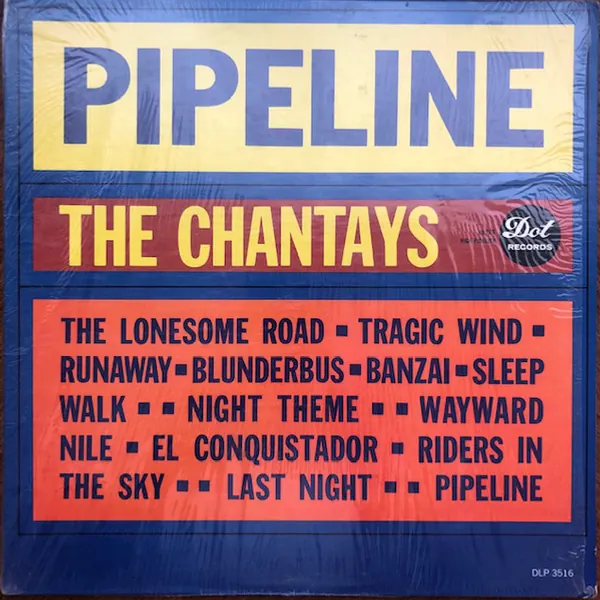 PIPELINE
THE CHANTAYS
Dot
RECORDS
THE LONESOME ROAD ▪ TRAGIC WIND ▪
RUNAWAY ▪ BLUNDERBUS ▪ BANZAI ▪ SLEEP
WALK ▪ ▪ NIGHT THEME ▪ ▪ WAYWARD
NILE ▪ EL CONQUISTADOR ▪ RIDERS IN
THE SKY ▪ ▪ LAST NIGHT ▪ ▪ PIPELINE
DLP 3516